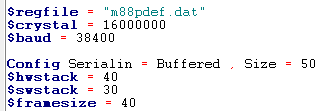 $regfile = "m88pdef.dat"
$crystal = 16000000
$baud = 38400
Config Serialin = Buffered , Size = 50
$hwstack = 40
$swstack = 30
$framesize = 40